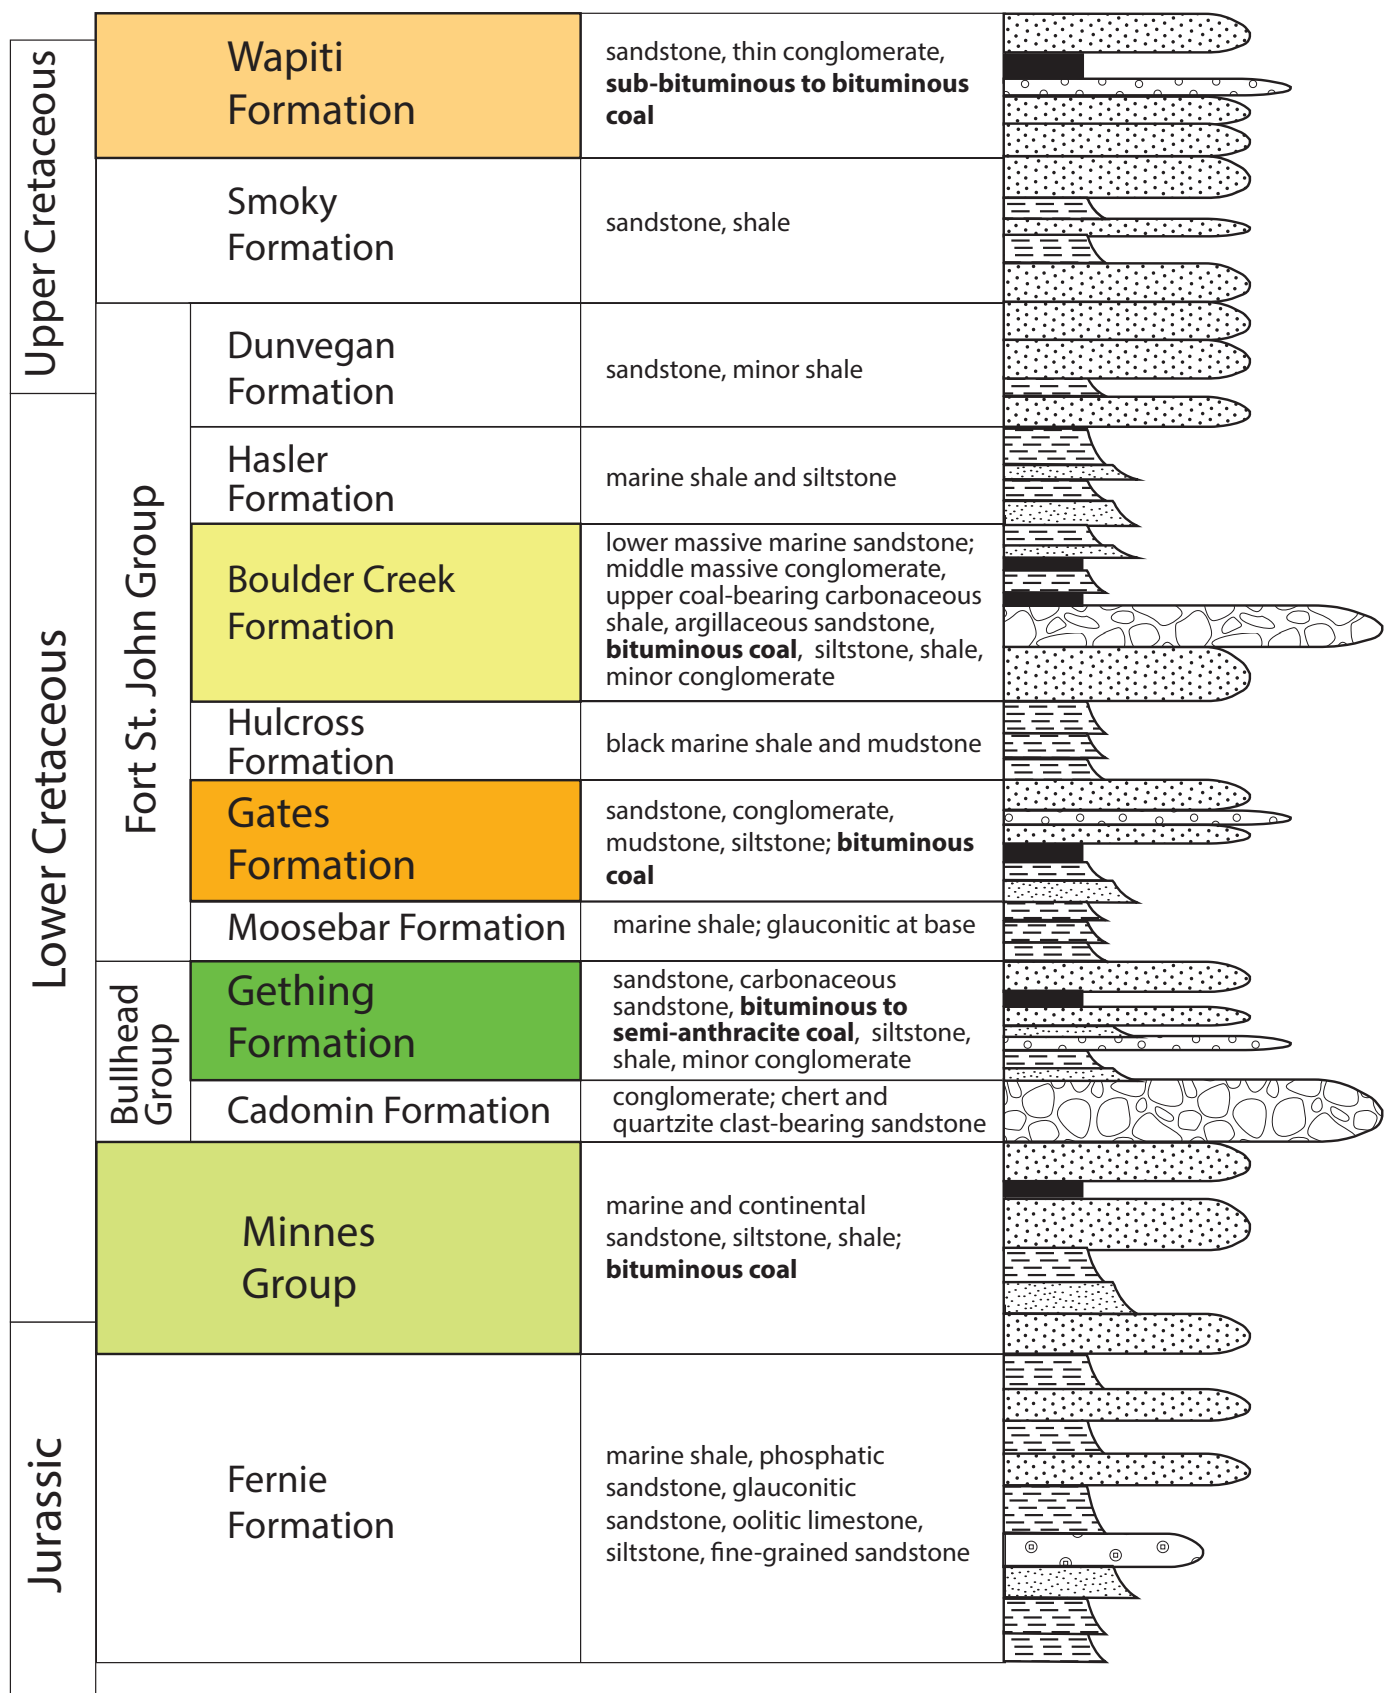 Upper Cretaceous
Wapiti
Formation
sandstone, thin conglomerate,
sub-bituminous to bituminous
coal
Smoky
Formation
sandstone, shale
Lower Cretaceous
Fort St. John Group
Dunvegan
Formation
sandstone, minor shale
Hasler
Formation
marine shale and siltstone
Boulder Creek
Formation
lower massive marine sandstone;
middle massive conglomerate,
upper coal-bearing carbonaceous
shale, argillaceous sandstone,
bituminous coal, siltstone, shale,
minor conglomerate
Hulcross
Formation
black marine shale and mudstone
Gates
Formation
sandstone, conglomerate,
mudstone, siltstone; bituminous
coal
Moosebar Formation
marine shale; glauconitic at base
Bullhead
Group
Gething
Formation
sandstone, carbonaceous
sandstone, bituminous to
semi-anthracite coal, siltstone,
shale, minor conglomerate
Cadomin Formation
conglomerate; chert and
quartzite clast-bearing sandstone
Minnes
Group
marine and continental
sandstone, siltstone, shale;
bituminous coal
Jurassic
Fernie
Formation
marine shale, phosphatic
sandstone, glauconitic
sandstone, oolitic limestone,
siltstone, fine-grained sandstone